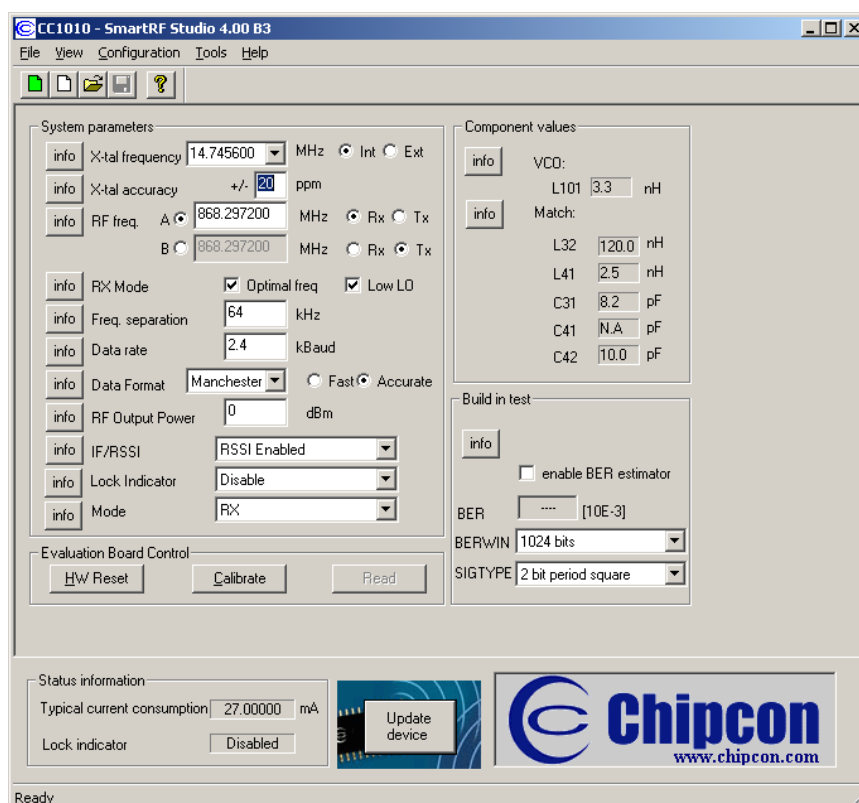 CC1010 - SmartRF Studio 4.00 B3
File View Configuration Tools Help
System parameters
info X-tal frequency 14.745600 MHz Int Ext
info X-tal accuracy +/- 20 ppm
info RF freq. A 868.297200 MHz Rx Tx
B 868.297200 MHz Rx Tx
info RX Mode Optimal freq Low LO
info Freq. separation 64 kHz
info Data rate 2.4 kBaud
info Data Format Manchester Fast Accurate
info RF Output Power 0 dBm
info IF/RSSI RSSI Enabled
info Lock Indicator Disable
info Mode RX
Evaluation Board Control
HW Reset Calibrate Read
Component values
info VCO:
L101 3.3 nH
info Match:
L32 120.0 nH
L41 2.5 nH
C31 8.2 pF
C41 N.A pF
C42 10.0 pF
Build in test
info
enable BER estimator
BER ---- [10E-3]
BERWIN 1024 bits
SIGTYPE 2 bit period square
Status information
Typical current consumption 27.00000 mA
Lock indicator Disabled
Update
device
Chipcon
www.chipcon.com
Ready